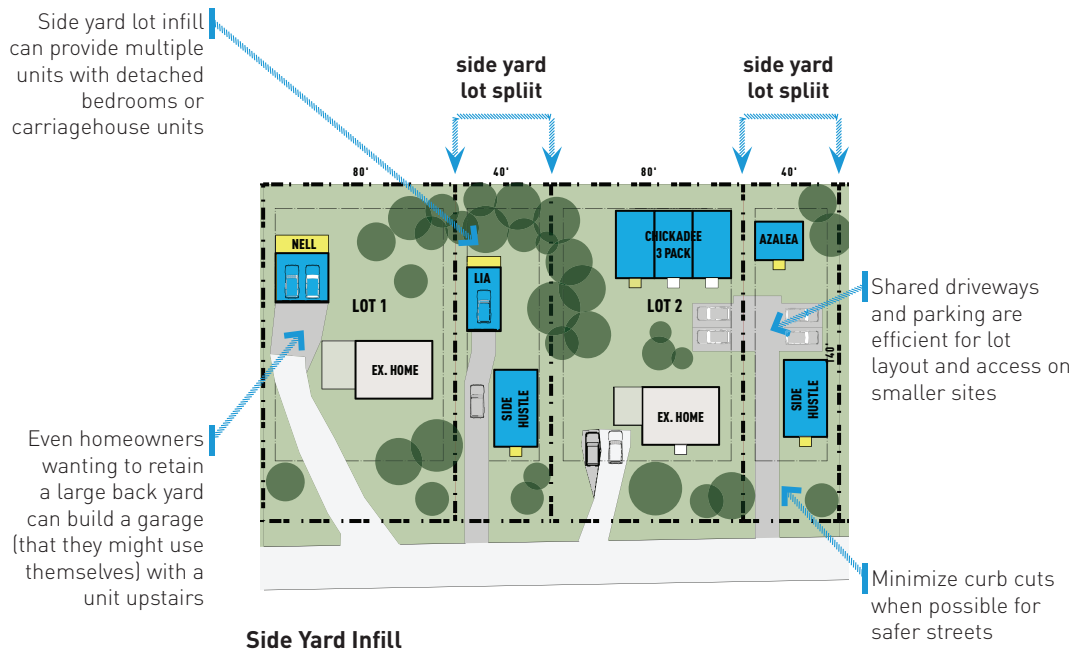 Side yard lot infill
can provide multiple
units with detached
bedrooms or
carriagehouse units
side yard
lot spliit
side yard
lot spliit
80'
40'
80'
40'
NELL
LIA
CHICKADEE
3 PACK
AZALEA
LOT 1
LOT 2
EX. HOME
SIDE
HUSTLE
EX. HOME
SIDE
HUSTLE
140'
Shared driveways
and parking are
efficient for lot
layout and access on
smaller sites
Even homeowners
wanting to retain
a large back yard
can build a garage
(that they might use
themselves) with a
unit upstairs
Minimize curb cuts
when possible for
safer streets
Side Yard Infill